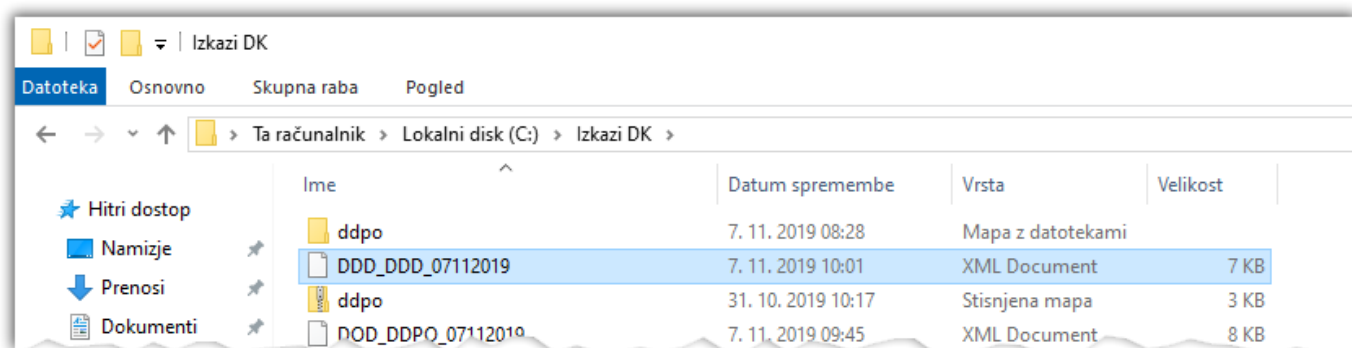 Izkazi DK
Datoteka Osnovno Skupna raba Pogled
Ta računalnik > Lokalni disk (C:) > Izkazi DK >
Ime Datum spremembe Vrsta Velikost
Hitri dostop
Namizje
Prenosi
Dokumenti
ddpo 7. 11. 2019 08:28 Mapa z datotekami
DDD_DDD_07112019 7. 11. 2019 10:01 XML Document 7 KB
ddpo 31. 10. 2019 10:17 Stisnjena mapa 3 KB
DOD_DDPO_07112019 7. 11. 2019 09:45 XML Document 8 KB